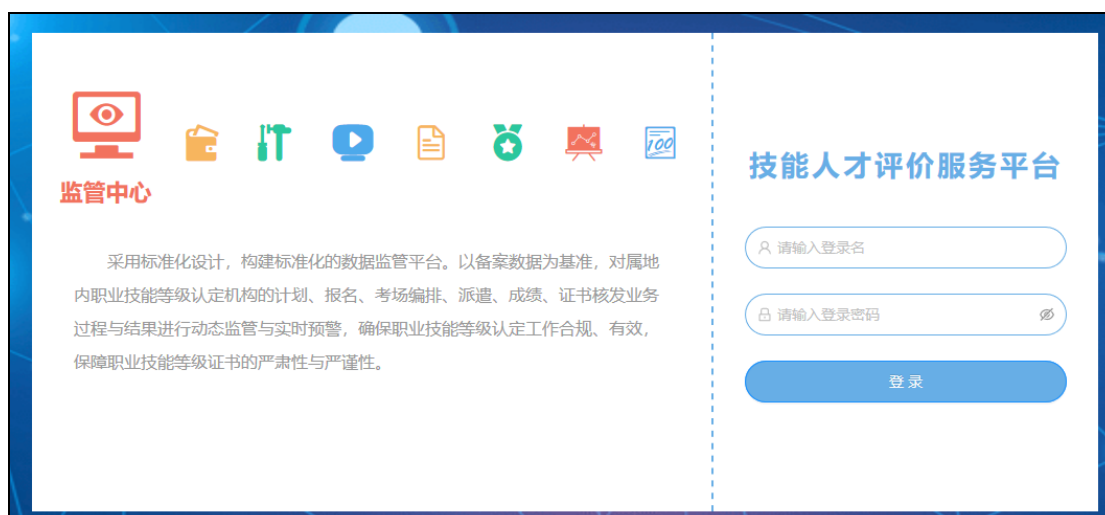 100
监管中心
采用标准化设计，构建标准化的数据监管平台。以备案数据为基准，对属地
内职业技能等级认定机构的计划、报名、考场编排、派遣、成绩、证书核发业务
过程与结果进行动态监管与实时预警，确保职业技能等级认定工作合规、有效，
保障职业技能等级证书的严肃性与严谨性。
技能人才评价服务平台
请输入登录名
请输入登录密码
登录